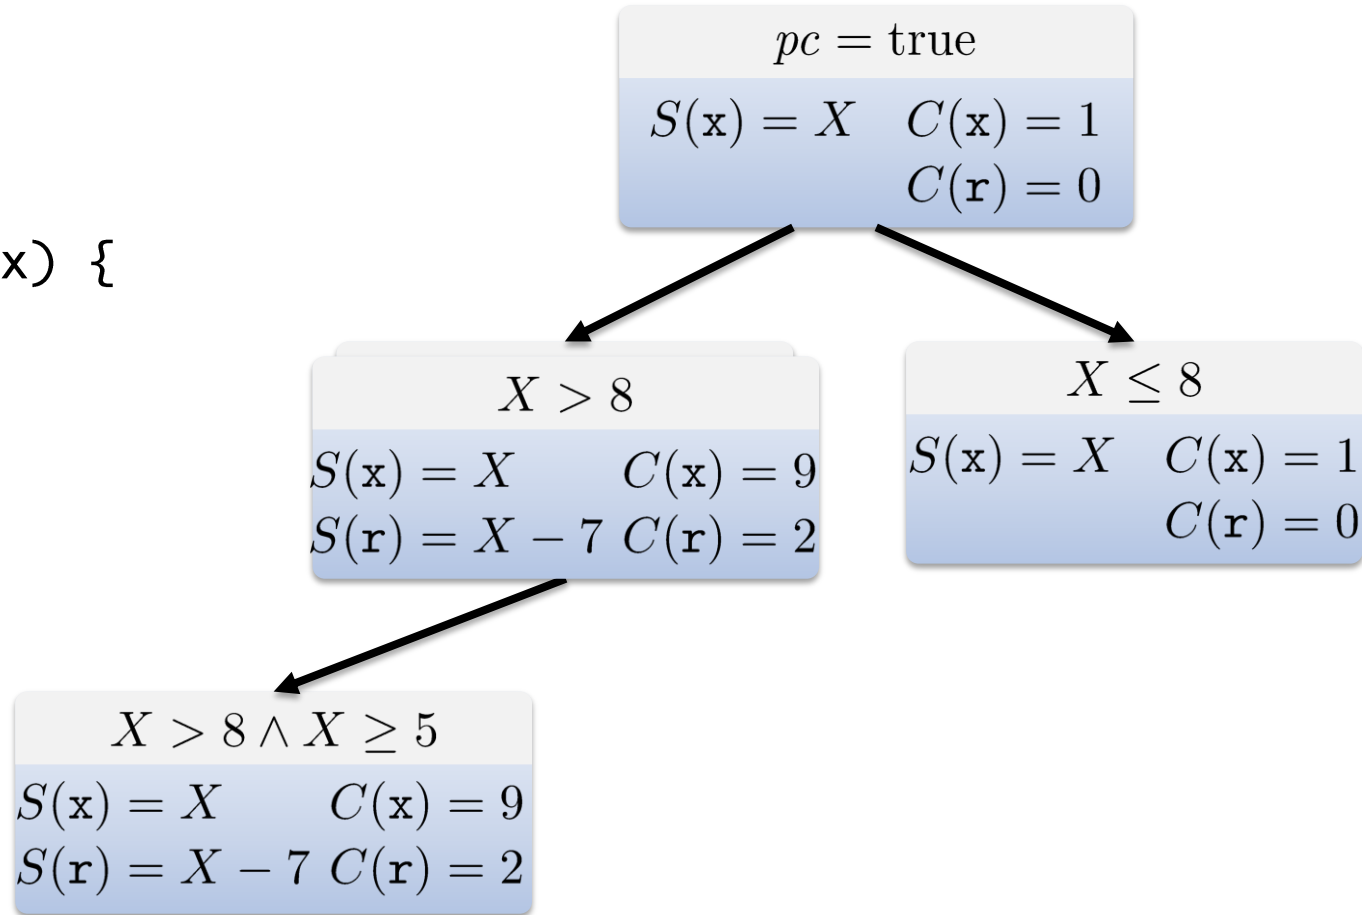 pc = true
S(x) = X C(x) = 1
C(r) = 0
x) {
X > 8
S(x) = X C(x) = 9
S(r) = X − 7 C(r) = 2
X ≤ 8
S(x) = X C(x) = 1
C(r) = 0
X > 8 ∧ X ≥ 5
S(x) = X C(x) = 9
S(r) = X − 7 C(r) = 2